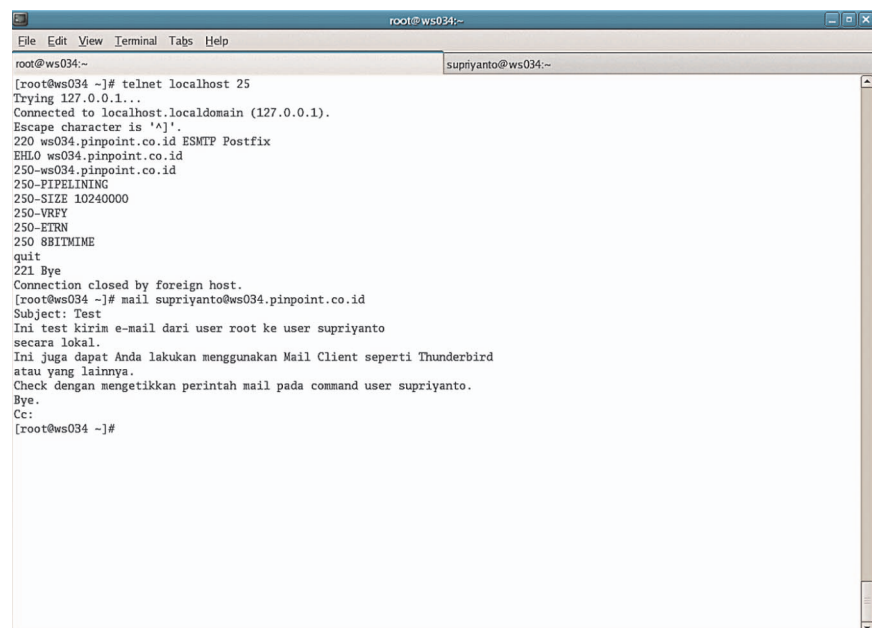 root@ws034:~
File Edit View Terminal Tabs Help
root@ws034:~
supriyanto@ws034:~
[root@ws034 ~]# telnet localhost 25
Trying 127.0.0.1...
Connected to localhost.localdomain (127.0.0.1).
Escape character is '^]'.
220 ws034.pinpoint.co.id ESMTP Postfix
EHLO ws034.pinpoint.co.id
250-ws034.pinpoint.co.id
250-PIPELINING
250-SIZE 10240000
250-VRFY
250-ETRN
250 8BITMIME
quit
221 Bye
Connection closed by foreign host.
[root@ws034 ~]# mail supriyanto@ws034.pinpoint.co.id
Subject: Test
Ini test kirim e-mail dari user root ke user supriyanto
secara lokal.
Ini juga dapat Anda lakukan menggunakan Mail Client seperti Thunderbird
atau yang lainnya.
Check dengan mengetikkan perintah mail pada command user supriyanto.
Bye.
Cc:
[root@ws034 ~]#